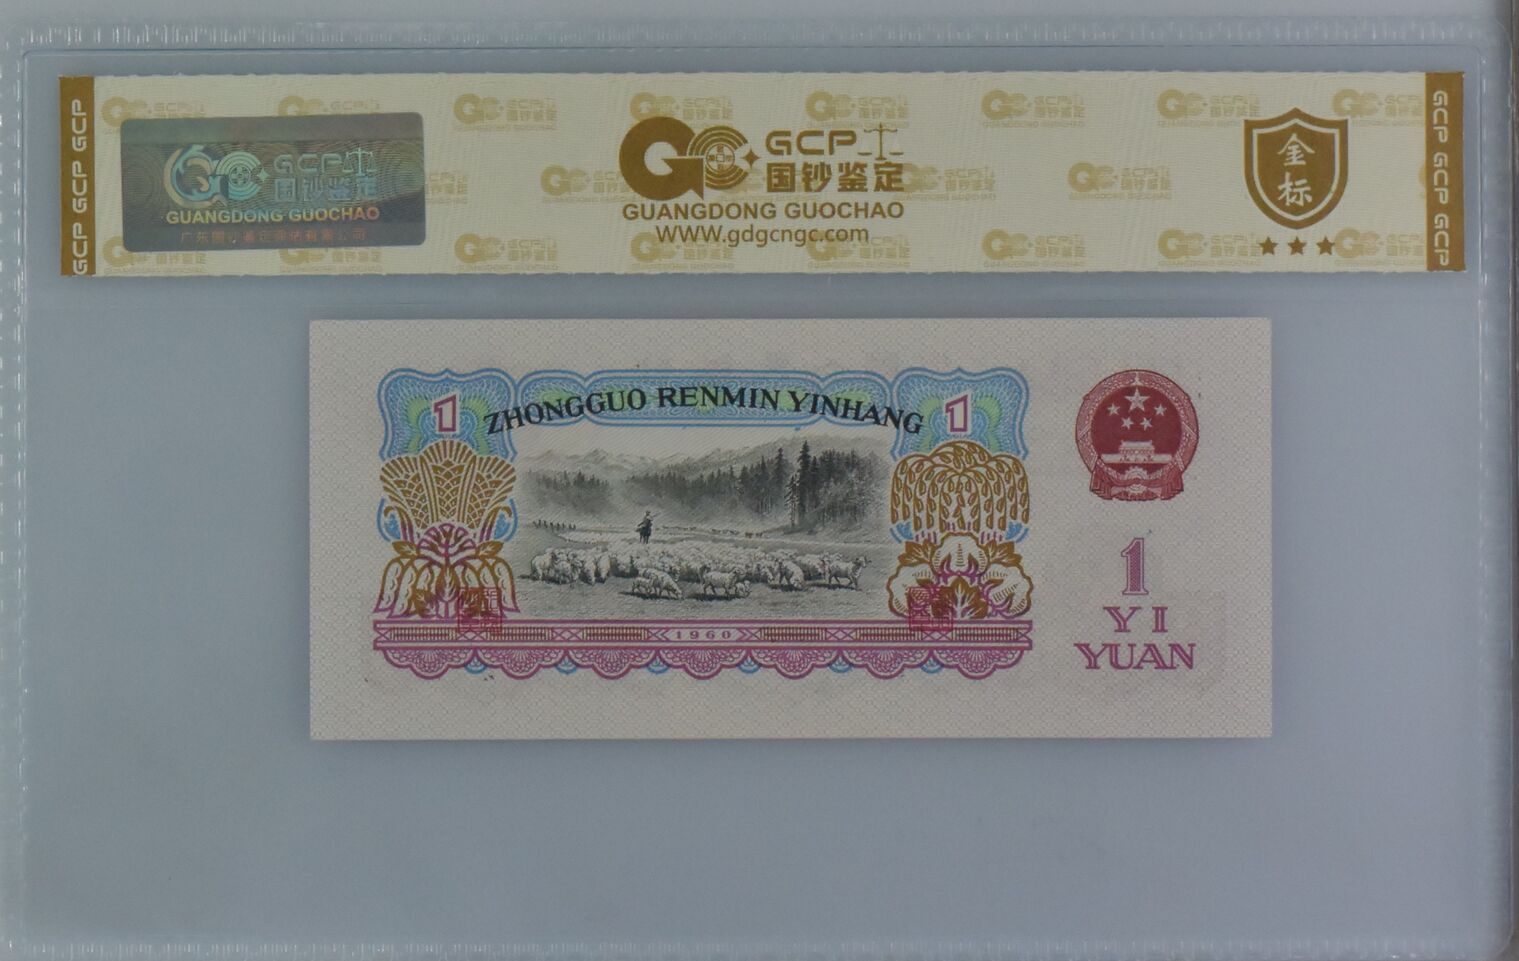 GCP GCP GCP
GCP 国钞鉴定
GUANGDONG GUOCHAO
GCP
国钞鉴定
GUANGDONG GUOCHAO
WWW.gdgcngc.com
金标
GCP GCP GCP
ZHONGGUO RENMIN YINHANG
1
1
1960
1
YI
YUAN